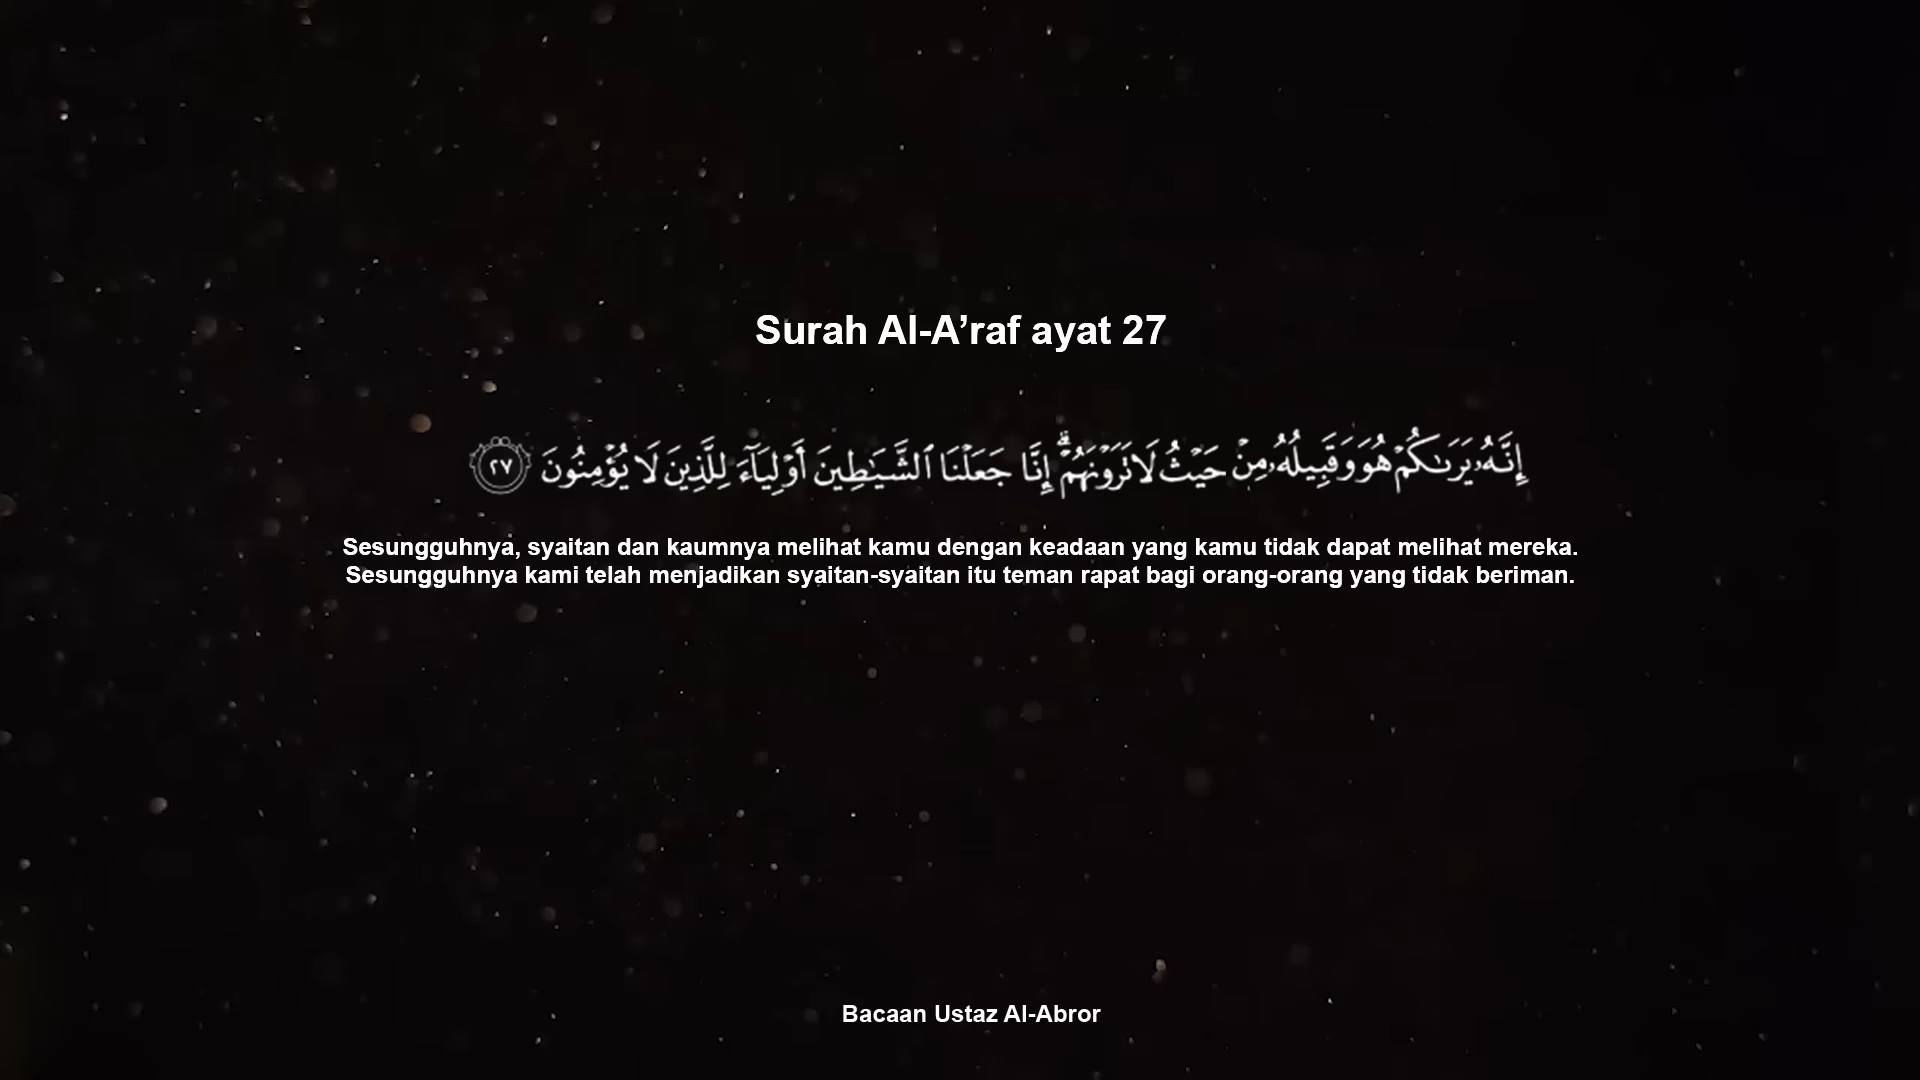 Surah Al-A’raf ayat 27
إِنَّهُۥ يَرَىٰكُمْ هُوَ وَقَبِيلُهُۥ مِنْ حَيْثُ لَا تَرَوْنَهُمْ ۗ إِنَّا جَعَلْنَا ٱلشَّيَـٰطِينَ أَوْلِيَآءَ لِلَّذِينَ لَا يُؤْمِنُونَ ٢٧
Sesungguhnya, syaitan dan kaumnya melihat kamu dengan keadaan yang kamu tidak dapat melihat mereka.
Sesungguhnya kami telah menjadikan syaitan-syaitan itu teman rapat bagi orang-orang yang tidak beriman.
Bacaan Ustaz Al-Abror